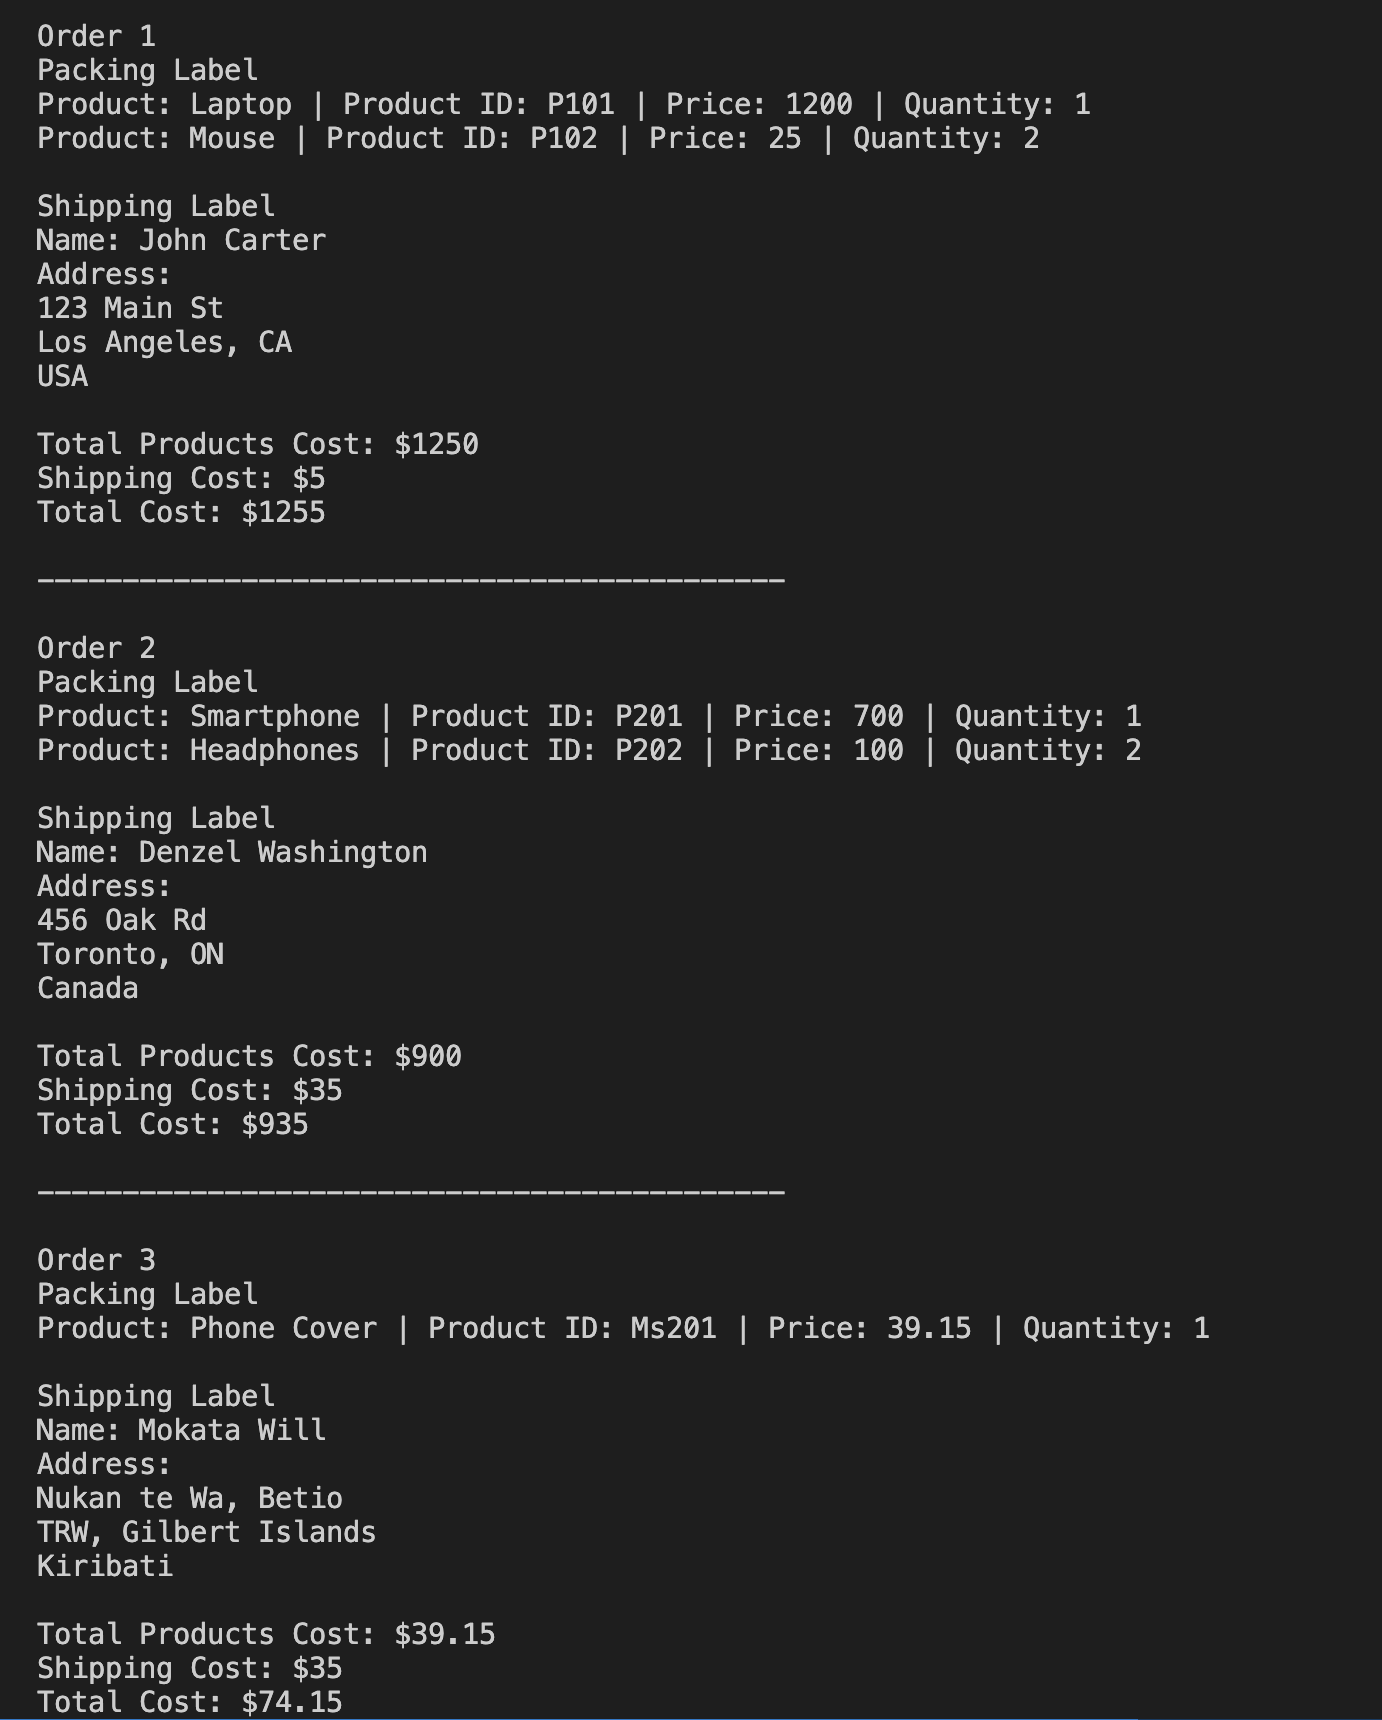 Order 1
Packing Label
Product: Laptop | Product ID: P101 | Price: 1200 | Quantity: 1
Product: Mouse | Product ID: P102 | Price: 25 | Quantity: 2

Shipping Label
Name: John Carter
Address:
123 Main St
Los Angeles, CA
USA

Total Products Cost: $1250
Shipping Cost: $5
Total Cost: $1255

--------------------------------------------

Order 2
Packing Label
Product: Smartphone | Product ID: P201 | Price: 700 | Quantity: 1
Product: Headphones | Product ID: P202 | Price: 100 | Quantity: 2

Shipping Label
Name: Denzel Washington
Address:
456 Oak Rd
Toronto, ON
Canada

Total Products Cost: $900
Shipping Cost: $35
Total Cost: $935

--------------------------------------------

Order 3
Packing Label
Product: Phone Cover | Product ID: Ms201 | Price: 39.15 | Quantity: 1

Shipping Label
Name: Mokata Will
Address:
Nukan te Wa, Betio
TRW, Gilbert Islands
Kiribati

Total Products Cost: $39.15
Shipping Cost: $35
Total Cost: $74.15